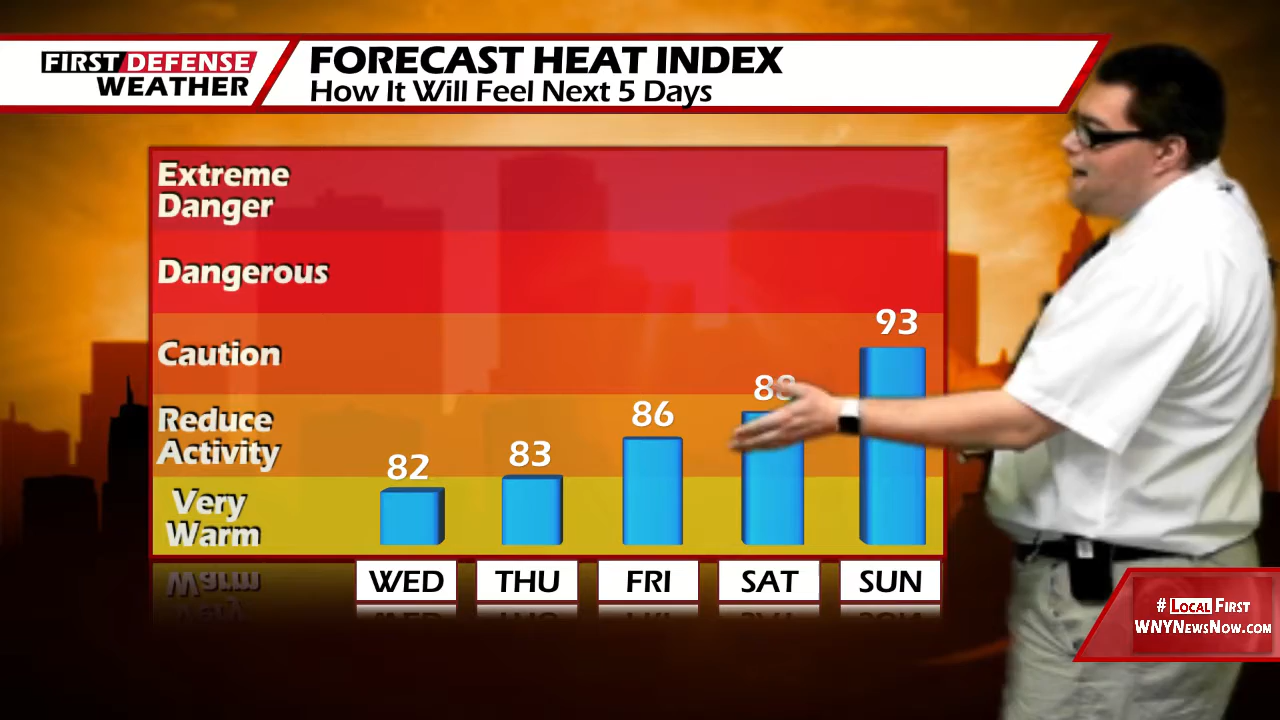 FIRST DEFENSE
WEATHER
FORECAST HEAT INDEX
How It Will Feel Next 5 Days
Extreme
Danger
Dangerous
Caution
Reduce
Activity
Very
Warm
82
83
86
88
93
WED
THU
FRI
SAT
SUN
# LOCAL FIRST
WNYNEWSNOW.COM